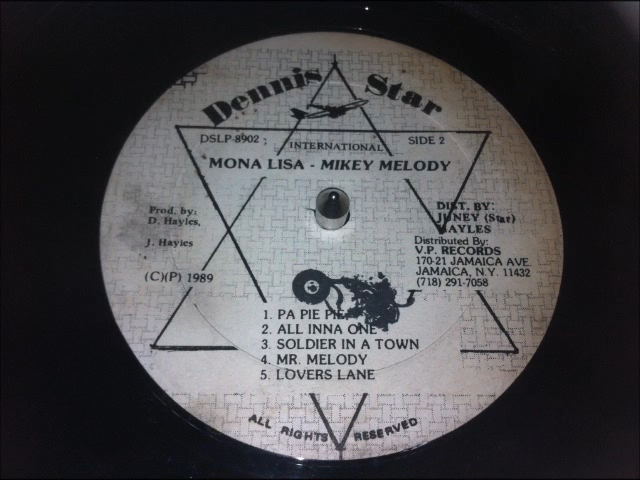 Dennis Star
DSLP-8902
INTERNATIONAL
SIDE 2
MONA LISA - MIKEY MELODY
Prod. by:
D. Hayles,
J. Hayles
(C)(P) 1989
DIST. BY:
JUNEY (Star)
HAYLES
Distributed By:
V.P. RECORDS
170-21 JAMAICA AVE.
JAMAICA, N.Y. 11432
(718) 291-7058
1. PA PIE PIE
2. ALL INNA ONE
3. SOLDIER IN A TOWN
4. MR. MELODY
5. LOVERS LANE
ALL RIGHTS RESERVED